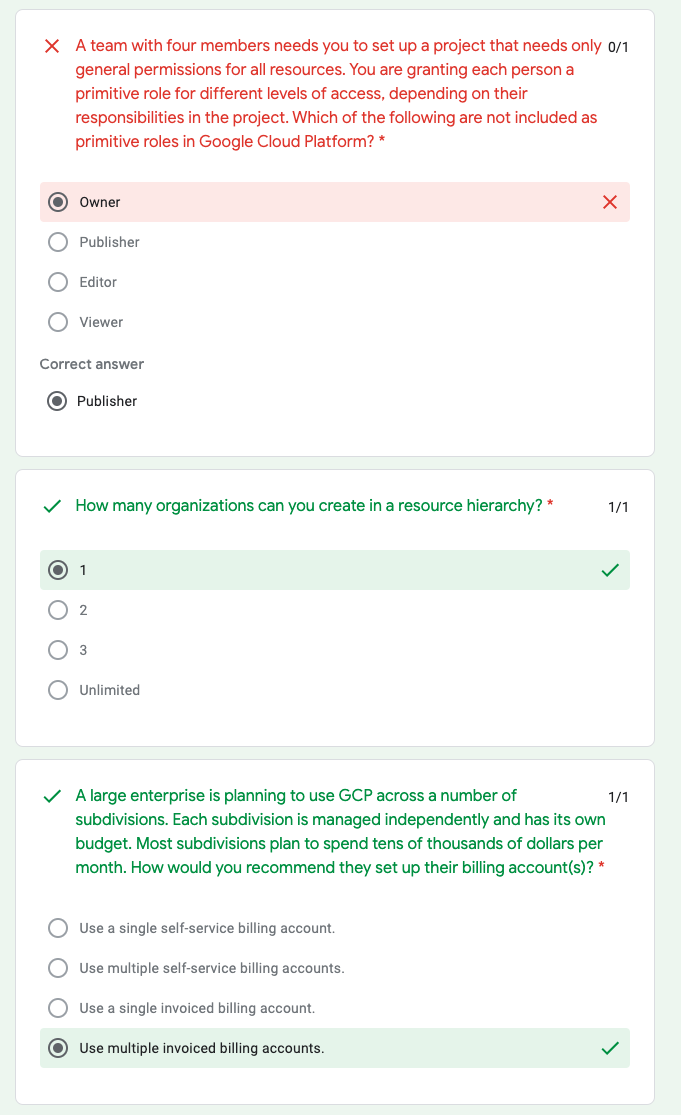 A team with four members needs you to set up a project that needs only 0/1
general permissions for all resources. You are granting each person a
primitive role for different levels of access, depending on their
responsibilities in the project. Which of the following are not included as
primitive roles in Google Cloud Platform? *
Owner
Publisher
Editor
Viewer
Correct answer
Publisher
How many organizations can you create in a resource hierarchy? * 1/1
1
2
3
Unlimited
A large enterprise is planning to use GCP across a number of 1/1
subdivisions. Each subdivision is managed independently and has its own
budget. Most subdivisions plan to spend tens of thousands of dollars per
month. How would you recommend they set up their billing account(s)? *
Use a single self-service billing account.
Use multiple self-service billing accounts.
Use a single invoiced billing account.
Use multiple invoiced billing accounts.